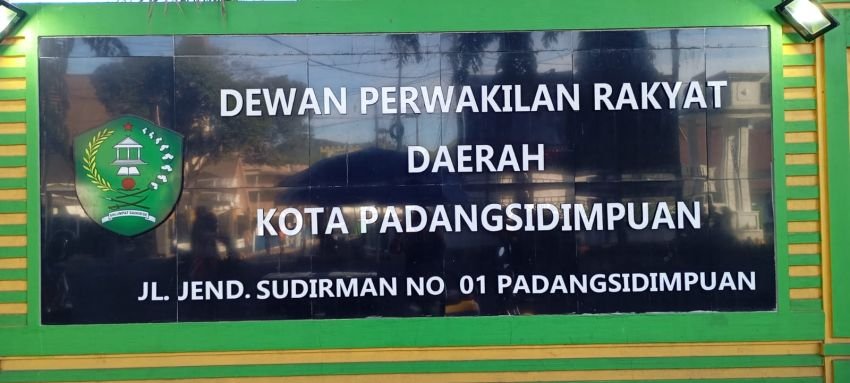 DEWAN PERWAKILAN RAKYAT
DAERAH
KOTA PADANGSIDIMPUAN
JL. JEND. SUDIRMAN NO 01 PADANGSIDIMPUAN